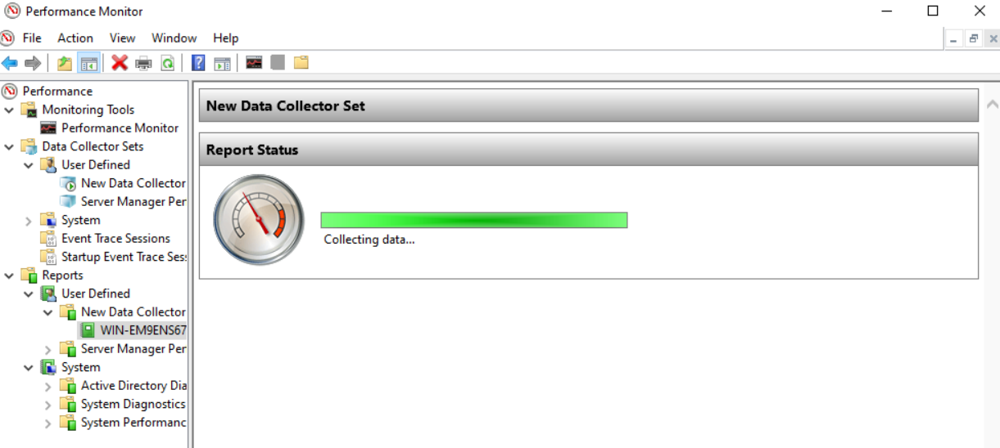 Performance Monitor
File Action View Window Help
Performance
Monitoring Tools
Performance Monitor
Data Collector Sets
User Defined
New Data Collector
Server Manager Per
System
Event Trace Sessions
Startup Event Trace Ses
Reports
User Defined
New Data Collector
WIN-EM9ENS67
Server Manager Per
System
Active Directory Dia
System Diagnostics
System Performanc
New Data Collector Set
Report Status
Collecting data...